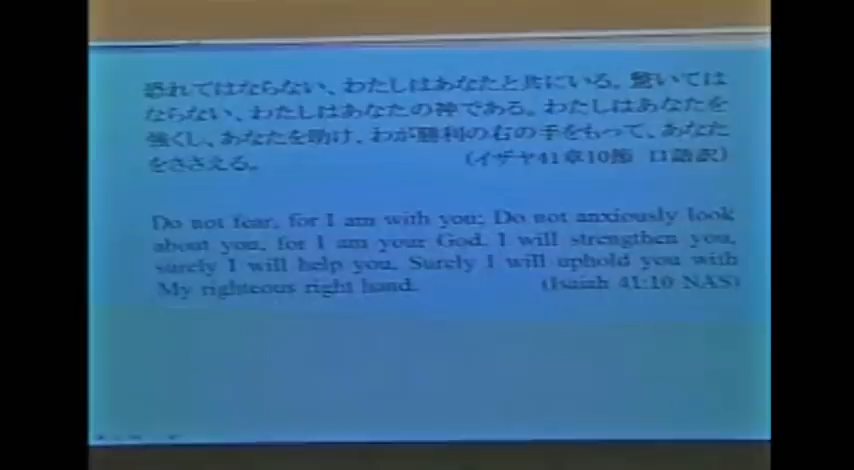 恐れてはならない、わたしはあなたと共にいる。驚いては
ならない、わたしはあなたの神である。わたしはあなたを
強くし、あなたを助け、わが勝利の右の手をもって、あなた
をささえる。 (イザヤ41章10節 口語訳)
Do not fear, for I am with you; Do not anxiously look
about you, for I am your God. I will strengthen you,
surely I will help you, Surely I will uphold you with
My righteous right hand. (Isaiah 41:10 NAS)